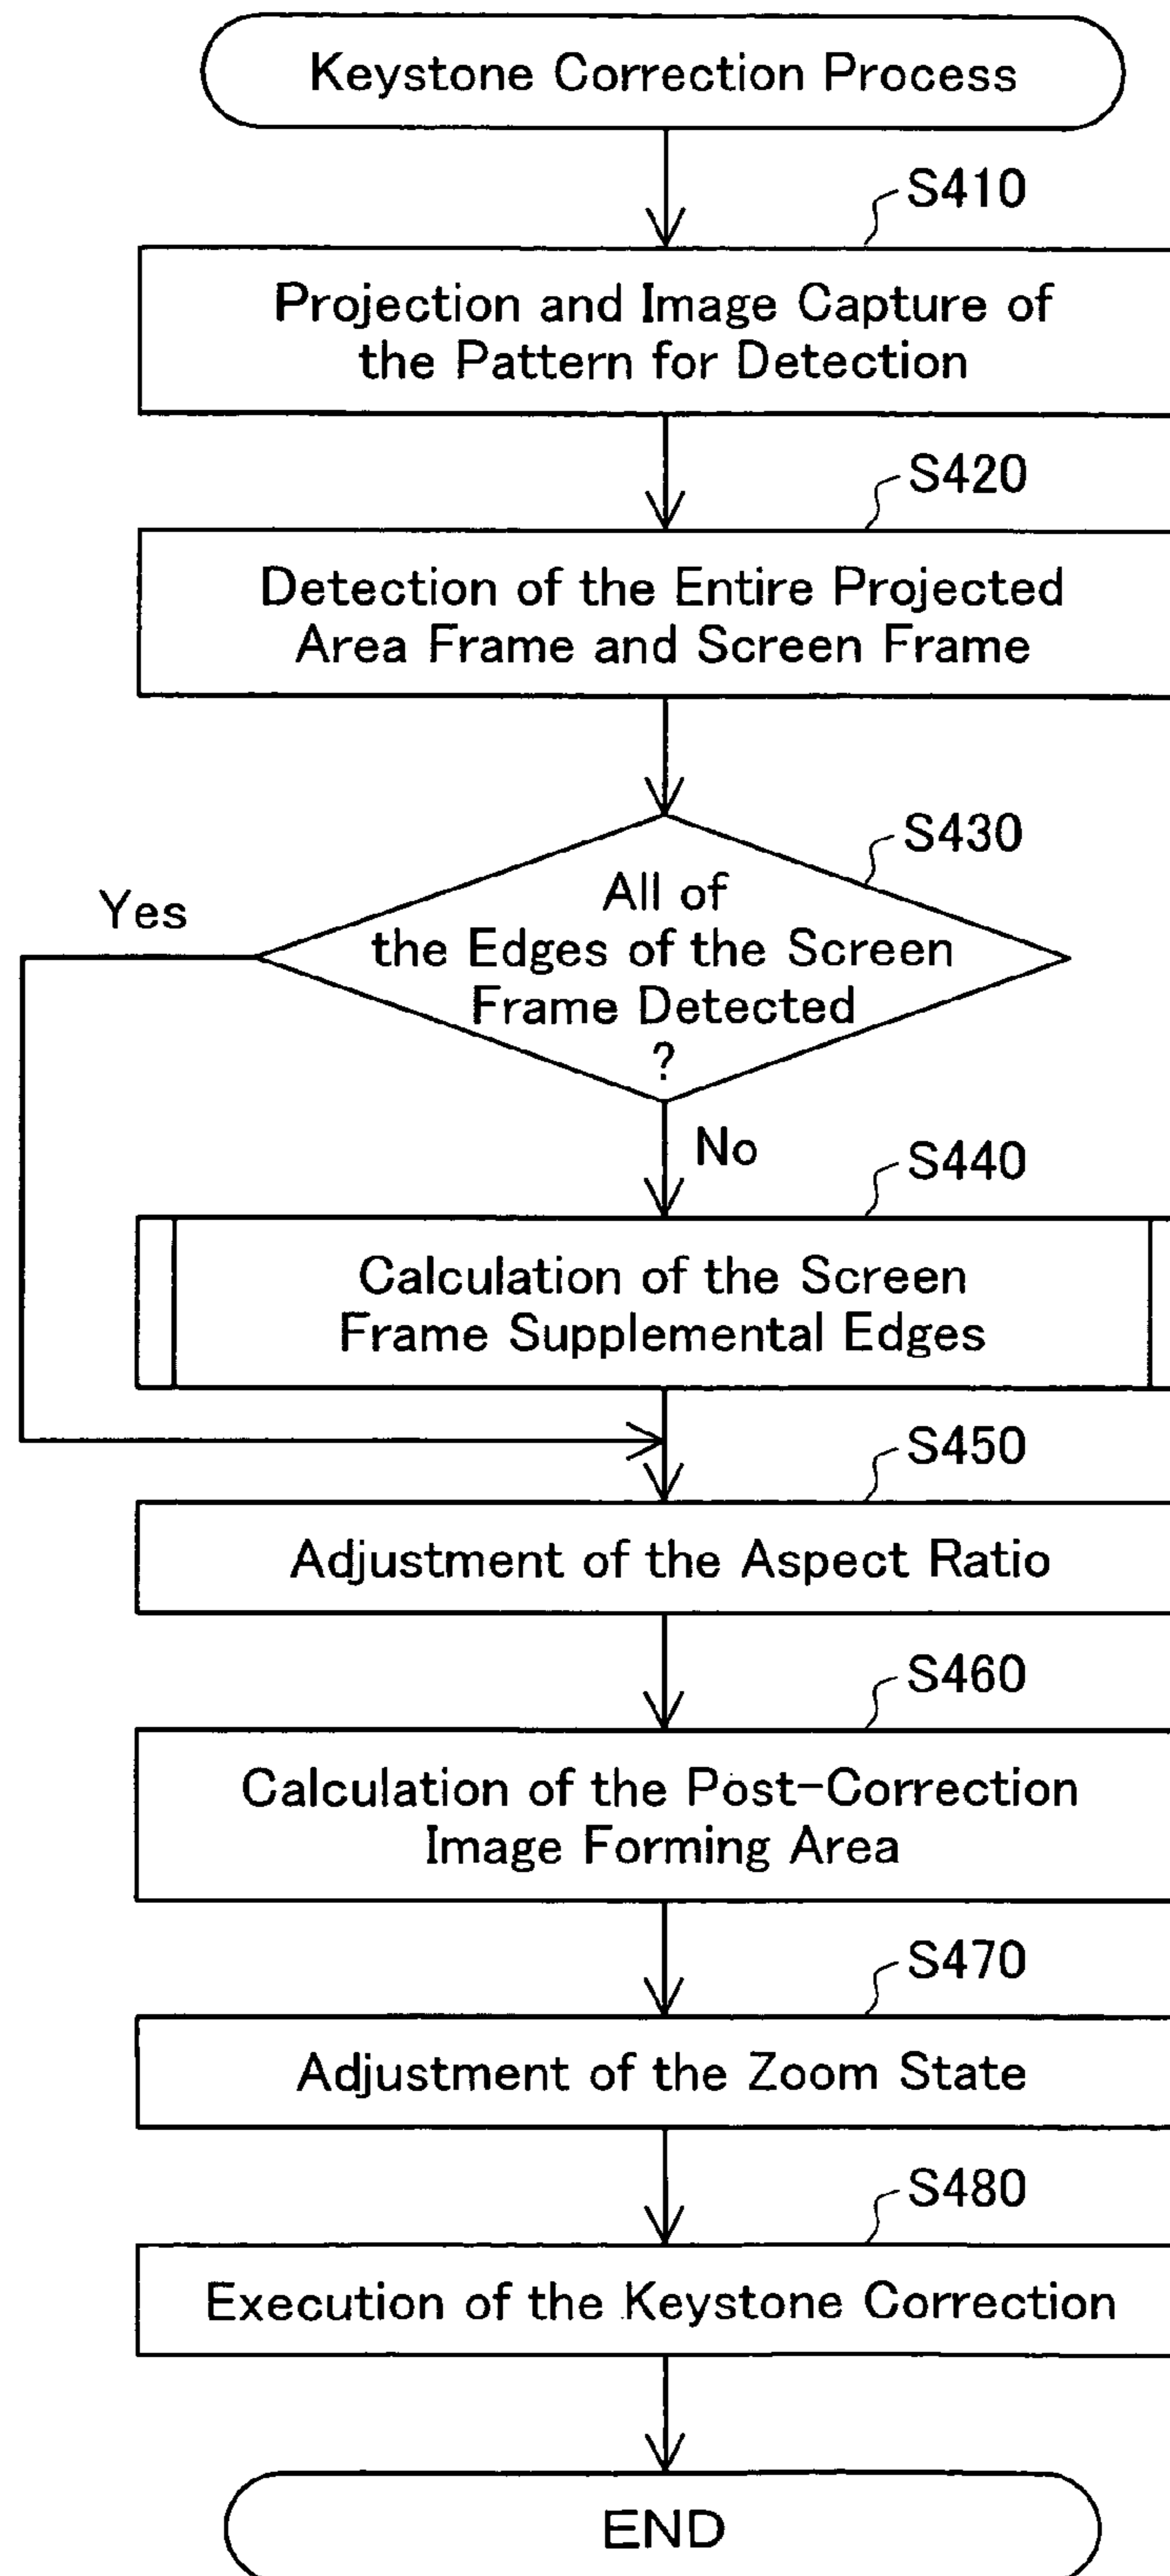 Keystone Correction Process
S410
Projection and Image Capture of
the Pattern for Detection
S420
Detection of the Entire Projected
Area Frame and Screen Frame
S430
All of
the Edges of the Screen
Frame Detected
?
Yes
No
S440
Calculation of the Screen
Frame Supplemental Edges
S450
Adjustment of the Aspect Ratio
S460
Calculation of the Post-Correction
Image Forming Area
S470
Adjustment of the Zoom State
S480
Execution of the Keystone Correction
END